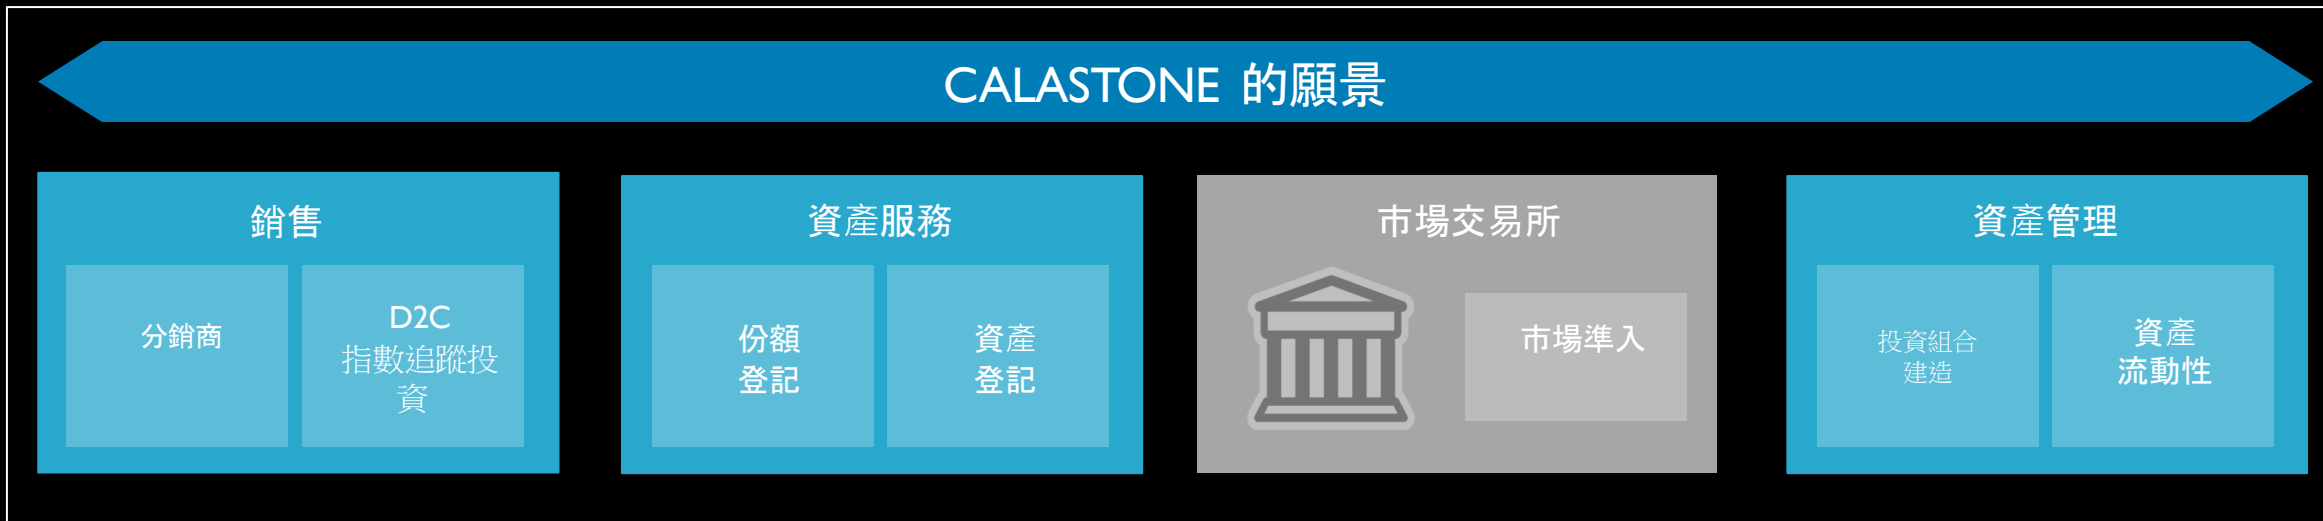 CALASTONE 的願景
銷售
分銷商
D2C
指數追蹤投
資
資產服務
份額
登記
資產
登記
市場交易所
市場準入
資產管理
投資組合
建造
資產
流動性